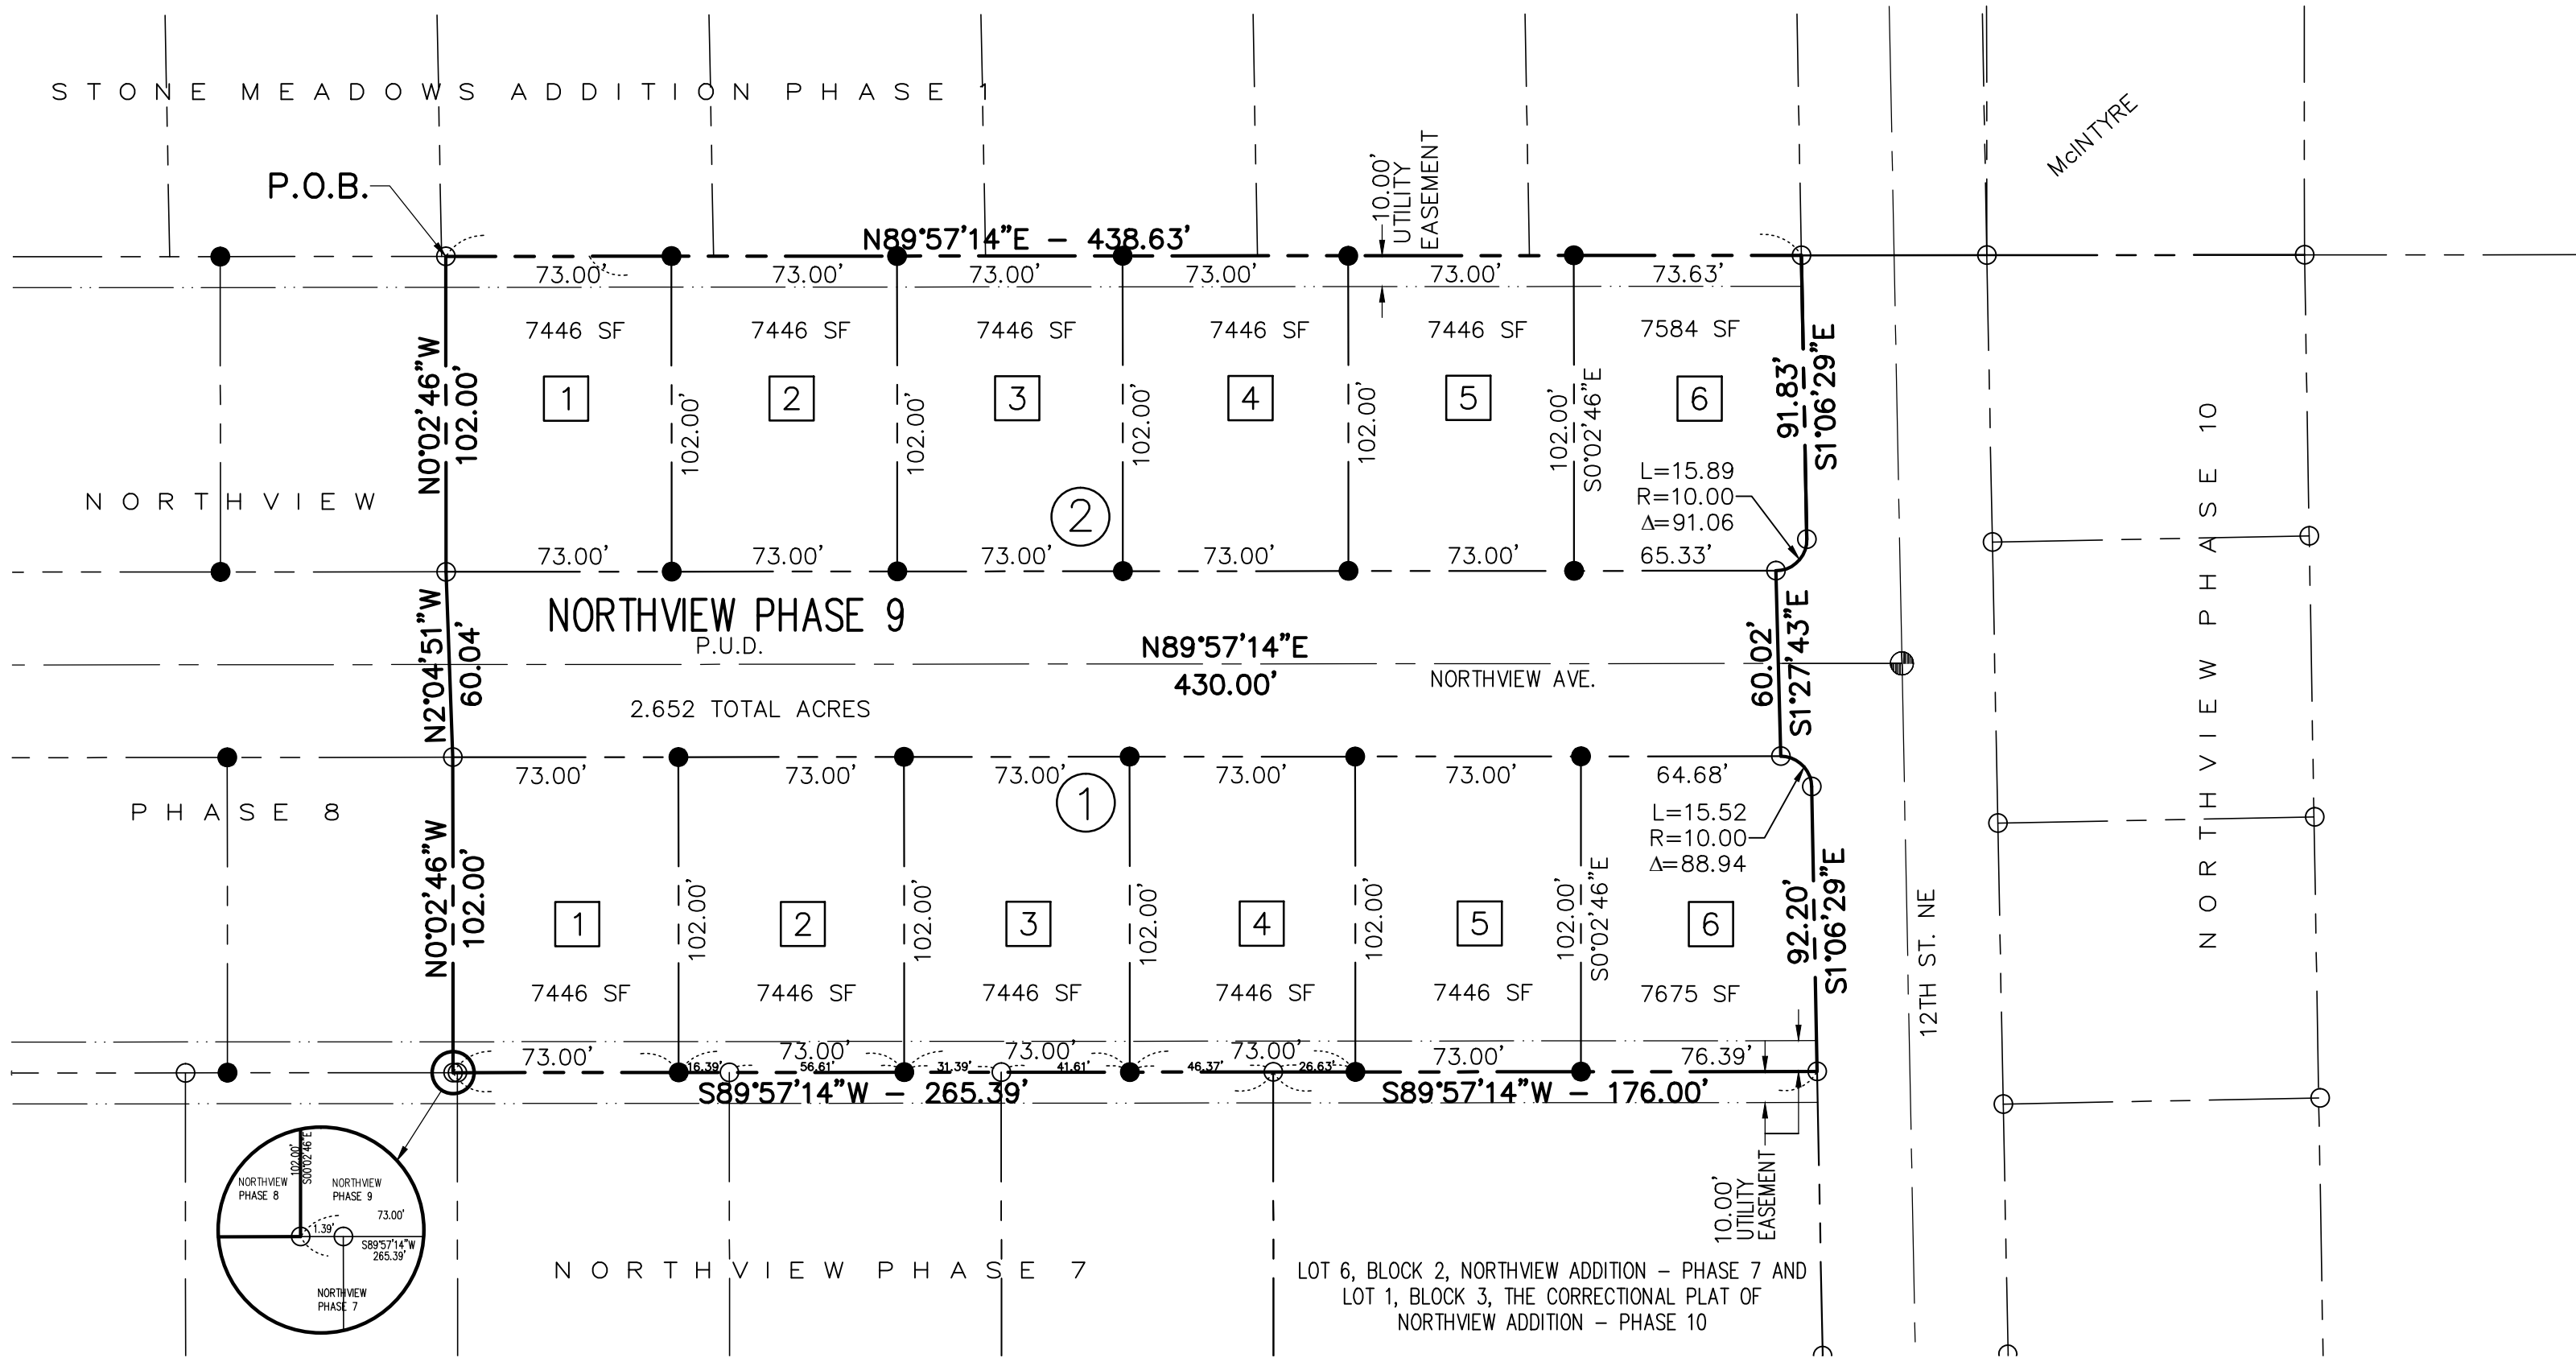 STONE MEADOWS ADDITION PHASE 1
McINTYRE
P.O.B.
10.00'
UTILITY
EASEMENT
N89°57'14"E – 438.63'
73.00' 73.00' 73.00' 73.00' 73.00' 73.63'
7446 SF 7446 SF 7446 SF 7446 SF 7446 SF 7584 SF
1 2 3 4 5 6
N0°02'46"W
102.00'
102.00'
102.00'
102.00'
102.00'
102.00'
S0°02'46"E
91.83'
S1°06'29"E
L=15.89
R=10.00
Δ=91.06
NORTHVIEW
2
73.00' 73.00' 73.00' 73.00' 73.00' 65.33'
NORTHVIEW PHASE 9
P.U.D.
N2°04'51"W
60.04'
N89°57'14"E
430.00'
NORTHVIEW AVE.
60.02'
S1°27'43"E
2.652 TOTAL ACRES
73.00' 73.00' 73.00' 73.00' 73.00' 64.68'
PHASE 8
1
L=15.52
R=10.00
Δ=88.94
N0°02'46"W
102.00'
102.00'
102.00'
102.00'
102.00'
102.00'
S0°02'46"E
92.20'
S1°06'29"E
1 2 3 4 5 6
7446 SF 7446 SF 7446 SF 7446 SF 7446 SF 7675 SF
12TH ST. NE
NORTHVIEW PHASE 10
73.00' 73.00' 73.00' 73.00' 73.00' 76.39'
16.39' 56.61' 31.39' 41.61' 46.37' 26.63'
S89°57'14"W – 265.39' S89°57'14"W – 176.00'
10.00'
UTILITY
EASEMENT
102.00'
S00°02'46"E
NORTHVIEW
PHASE 8
NORTHVIEW
PHASE 9
73.00'
1.39'
S89°57'14"W
265.39'
NORTHVIEW
PHASE 7
NORTHVIEW PHASE 7
LOT 6, BLOCK 2, NORTHVIEW ADDITION – PHASE 7 AND
LOT 1, BLOCK 3, THE CORRECTIONAL PLAT OF
NORTHVIEW ADDITION – PHASE 10